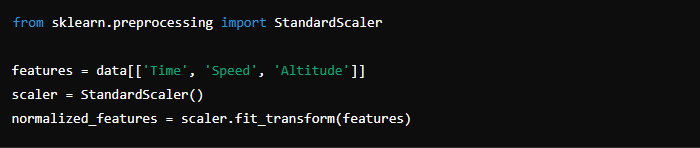 from sklearn.preprocessing import StandardScaler
features = data[['Time', 'Speed', 'Altitude']]
scaler = StandardScaler()
normalized_features = scaler.fit_transform(features)